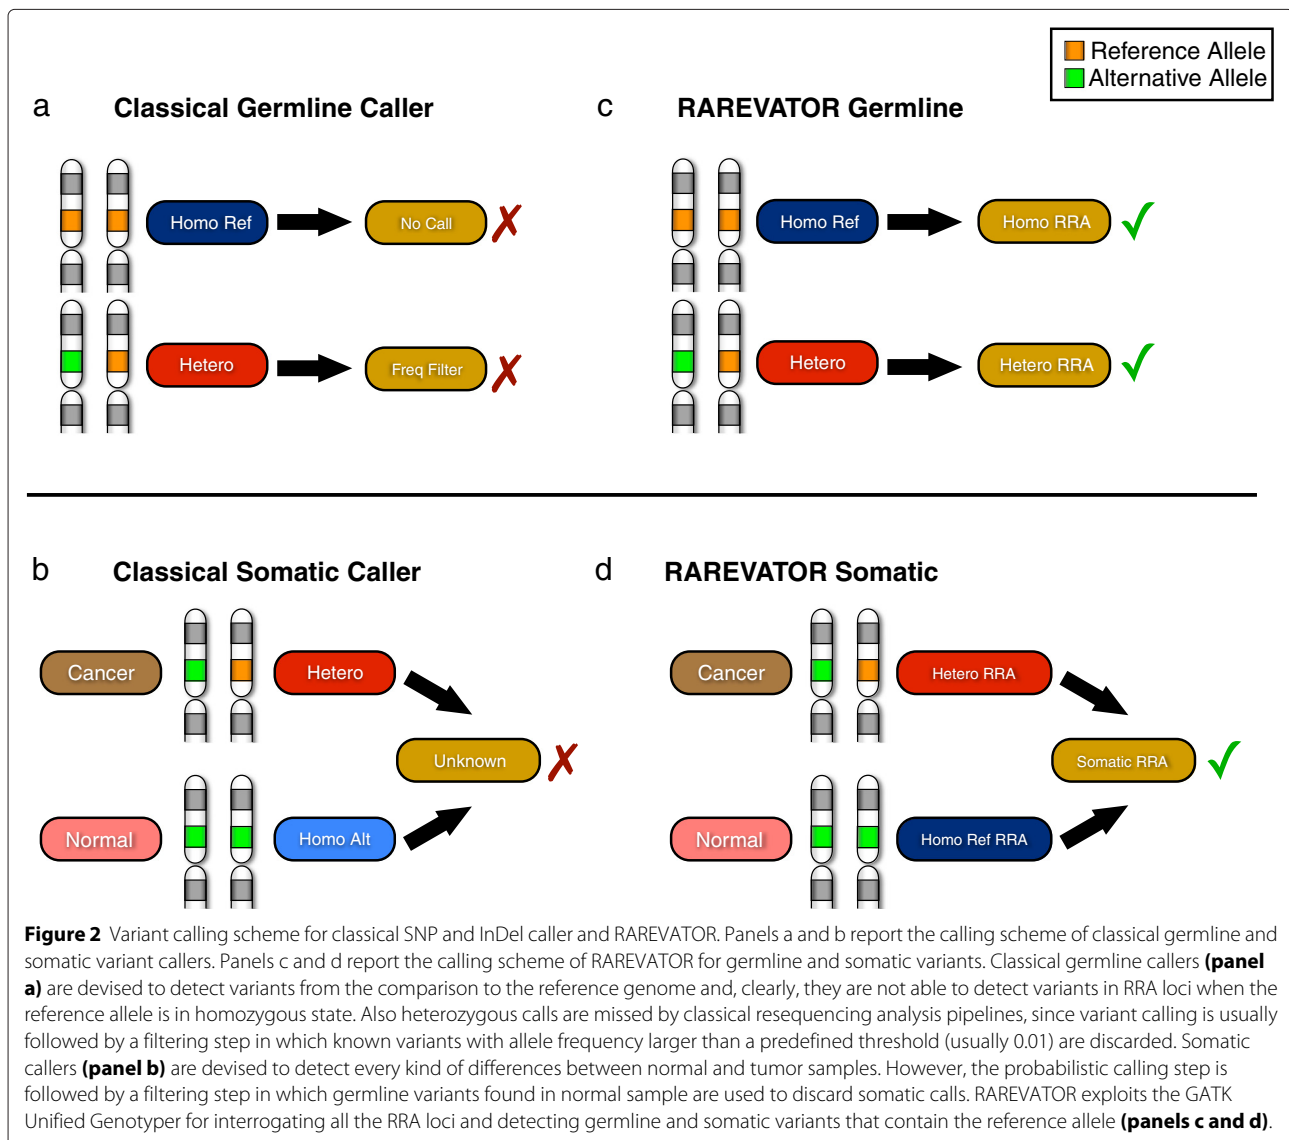 Reference Allele
Alternative Allele
a Classical Germline Caller
Homo Ref
No Call
Hetero
Freq Filter
c RAREVATOR Germline
Homo Ref
Homo RRA
Hetero
Hetero RRA
b Classical Somatic Caller
Cancer
Hetero
Unknown
Normal
Homo Alt
d RAREVATOR Somatic
Cancer
Hetero RRA
Somatic RRA
Normal
Homo Ref RRA
Figure 2 Variant calling scheme for classical SNP and InDel caller and RAREVATOR. Panels a and b report the calling scheme of classical germline and
somatic variant callers. Panels c and d report the calling scheme of RAREVATOR for germline and somatic variants. Classical germline callers (panel
a) are devised to detect variants from the comparison to the reference genome and, clearly, they are not able to detect variants in RRA loci when the
reference allele is in homozygous state. Also heterozygous calls are missed by classical resequencing analysis pipelines, since variant calling is usually
followed by a filtering step in which known variants with allele frequency larger than a predefined threshold (usually 0.01) are discarded. Somatic
callers (panel b) are devised to detect every kind of differences between normal and tumor samples. However, the probabilistic calling step is
followed by a filtering step in which germline variants found in normal sample are used to discard somatic calls. RAREVATOR exploits the GATK
Unified Genotyper for interrogating all the RRA loci and detecting germline and somatic variants that contain the reference allele (panels c and d).